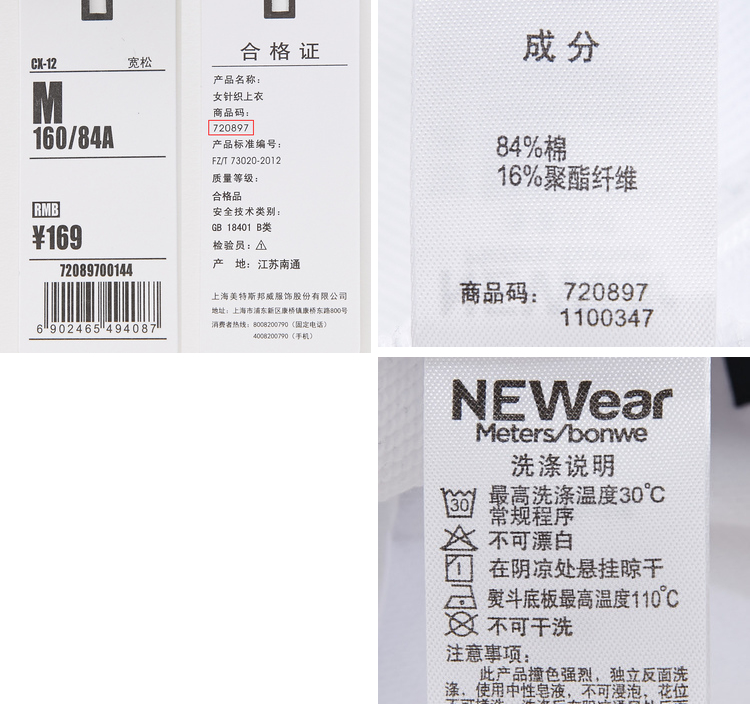 CX-12 宽松
M
160/84A
RMB
¥169
72089700144
6 902465 494087
合格证
产品名称：
女针织上衣
商品码：
720897
产品标准编号：
FZ/T 73020-2012
质量等级：
合格品
安全技术类别：
GB 18401 B类
检验员：
产 地：江苏南通
上海美特斯邦威服饰股份有限公司
地址：上海市浦东新区康桥镇康桥东路800号
消费者热线：8008200790（固定电话）
4008200790（手机）
成分
84%棉
16%聚酯纤维
商品码： 720897
1100347
NEWear
Meters/bonwe
洗涤说明
30 最高洗涤温度30℃
常规程序
不可漂白
在阴凉处悬挂晾干
熨斗底板最高温度110℃
不可干洗
注意事项：
此产品撞色强烈，独立反面洗
涤，使用中性皂液，不可浸泡，花位